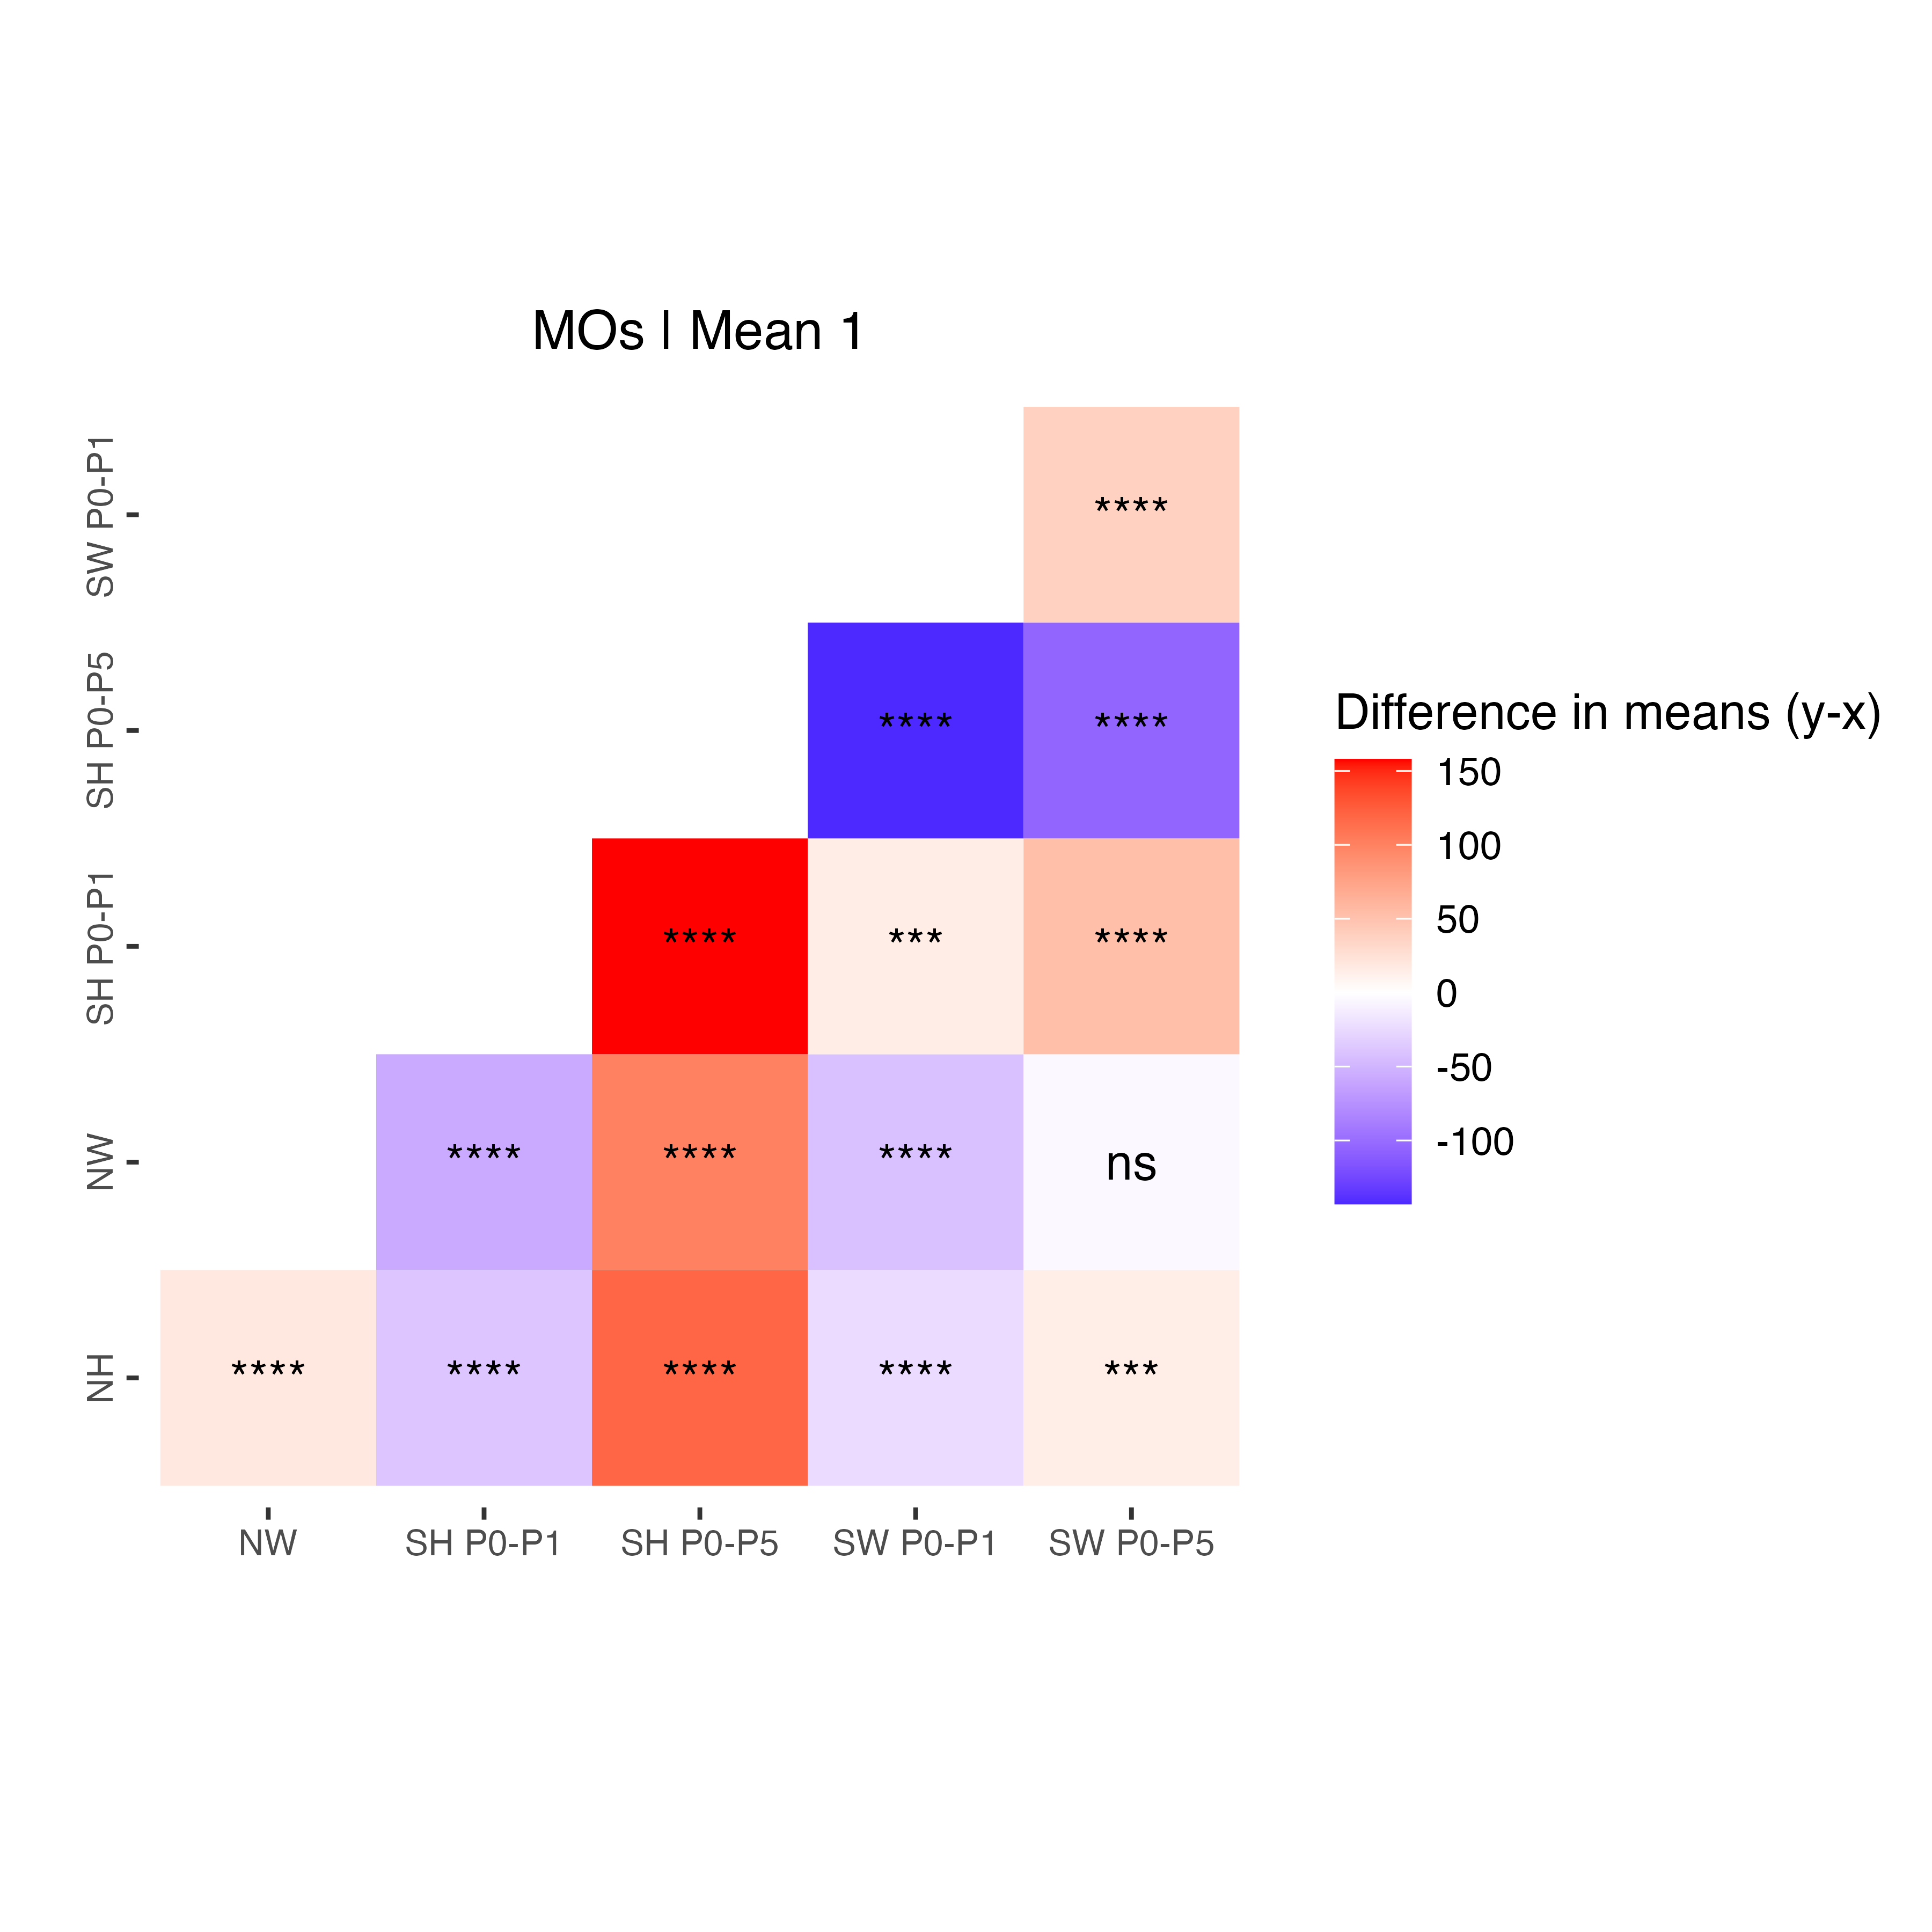 MOs | Mean 1
SW P0-P1
****
SH P0-P5
****
****
SH P0-P1
****
***
****
NW
****
****
****
ns
NH
****
****
****
****
***
NW
SH P0-P1
SH P0-P5
SW P0-P1
SW P0-P5
Difference in means (y-x)
150
100
50
0
-50
-100